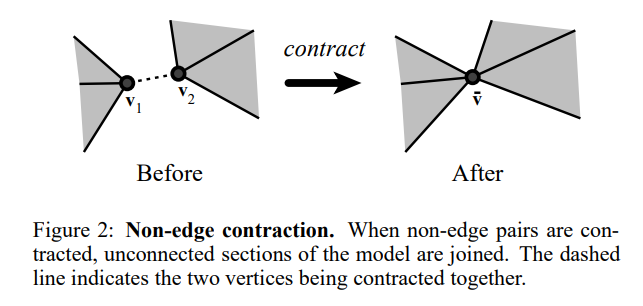 contract
v1
v2
v̄
Before
After
Figure 2: Non-edge contraction. When non-edge pairs are con-
tracted, unconnected sections of the model are joined. The dashed
line indicates the two vertices being contracted together.